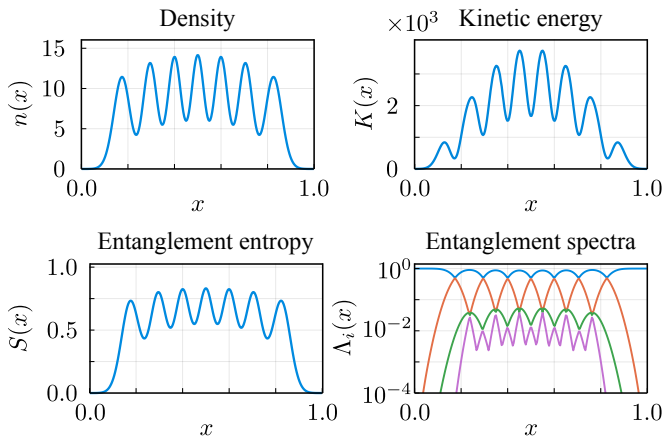 Density
15
10
5
0
n(x)
0.0
1.0
x
×10³
Kinetic energy
2
0
K(x)
0.0
1.0
x
Entanglement entropy
1.0
0.5
0.0
S(x)
0.0
1.0
x
Entanglement spectra
10⁰
10⁻²
10⁻⁴
Λᵢ(x)
0.0
1.0
x